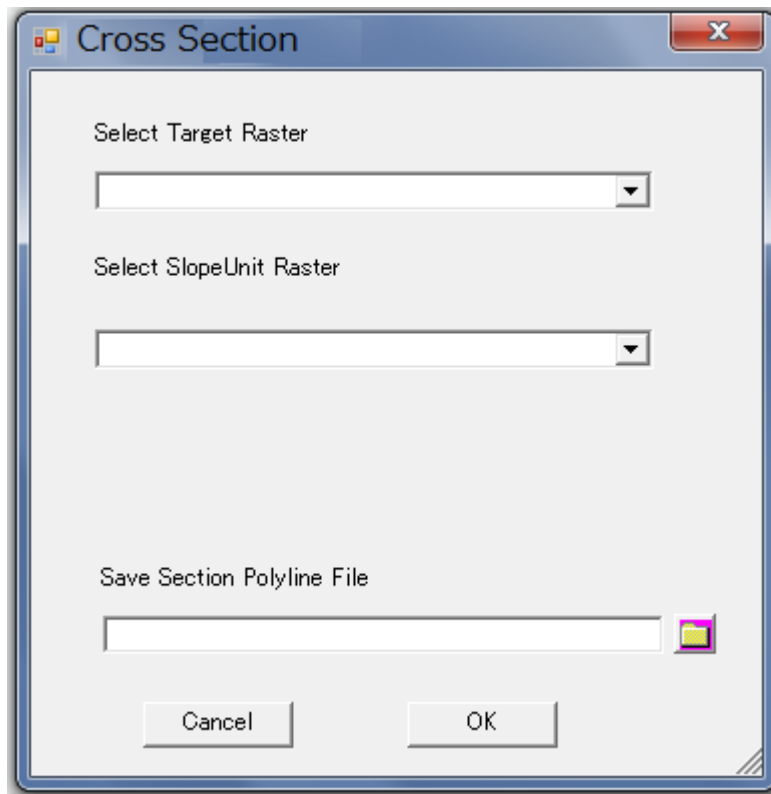 Cross Section
Select Target Raster
Select SlopeUnit Raster
Save Section Polyline File
Cancel
OK